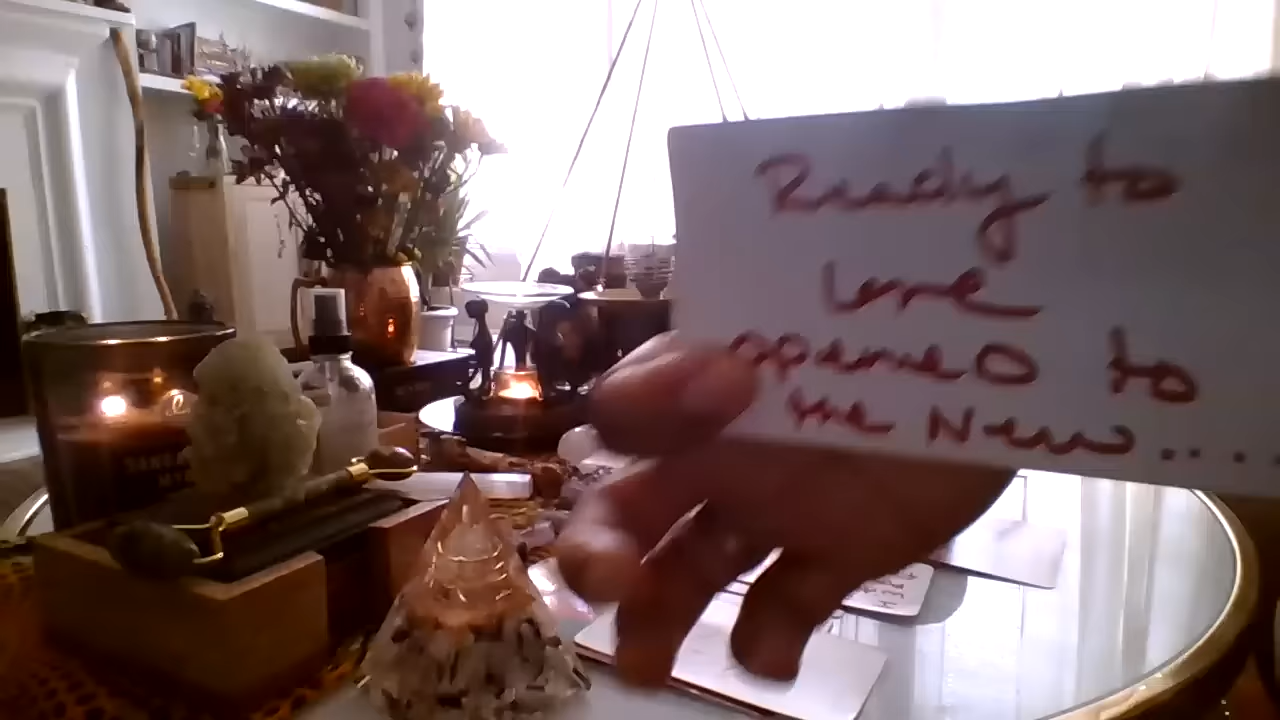 Ready to
Love
opened to
the New....